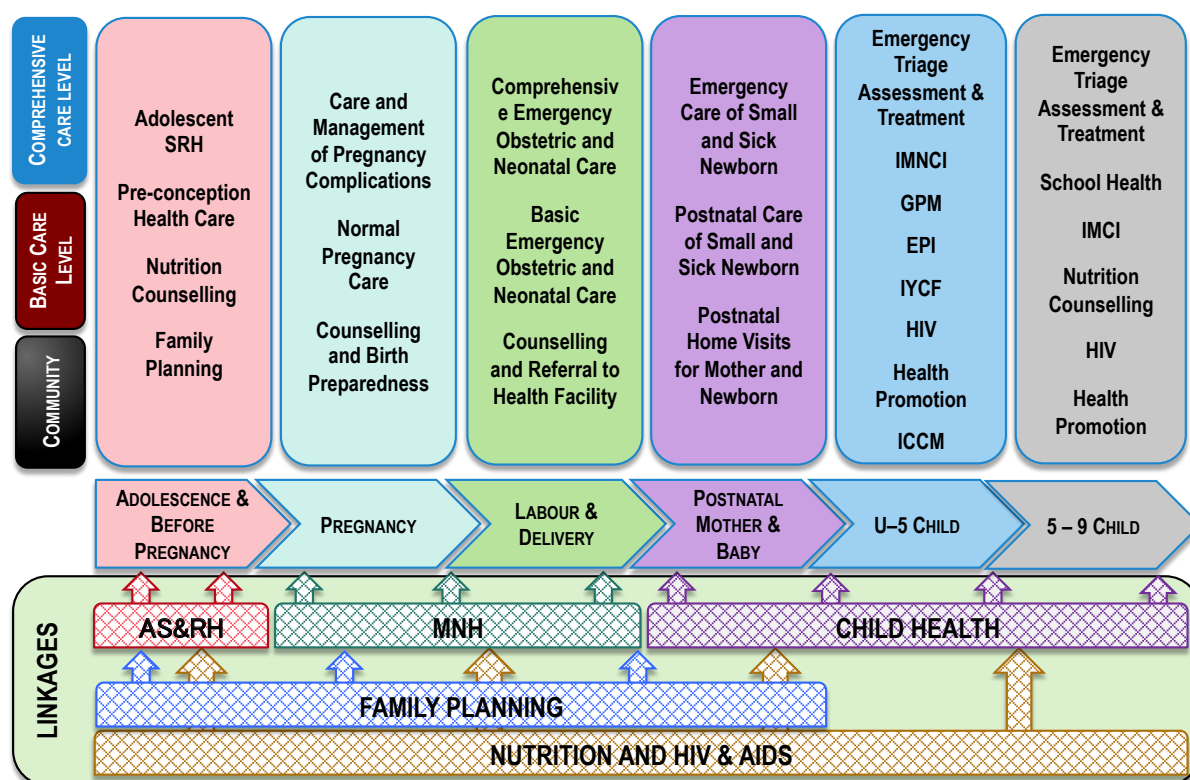 COMPREHENSIVE
CARE LEVEL
BASIC CARE
LEVEL
COMMUNITY
Adolescent
SRH
Pre-conception
Health Care
Nutrition
Counselling
Family
Planning
Care and
Management
of Pregnancy
Complications
Normal
Pregnancy
Care
Counselling
and Birth
Preparedness
Comprehensiv
e Emergency
Obstetric and
Neonatal Care
Basic
Emergency
Obstetric and
Neonatal Care
Counselling
and Referral to
Health Facility
Emergency
Care of Small
and Sick
Newborn
Postnatal Care
of Small and
Sick Newborn
Postnatal
Home Visits
for Mother and
Newborn
Emergency
Triage
Assessment &
Treatment
IMNCI
GPM
EPI
IYCF
HIV
Health
Promotion
ICCM
Emergency
Triage
Assessment &
Treatment
School Health
IMCI
Nutrition
Counselling
HIV
Health
Promotion
ADOLESCENCE &
BEFORE
PREGNANCY
PREGNANCY
LABOUR &
DELIVERY
POSTNATAL
MOTHER &
BABY
U–5 CHILD
5 – 9 CHILD
LINKAGES
AS&RH
MNH
CHILD HEALTH
FAMILY PLANNING
NUTRITION AND HIV & AIDS